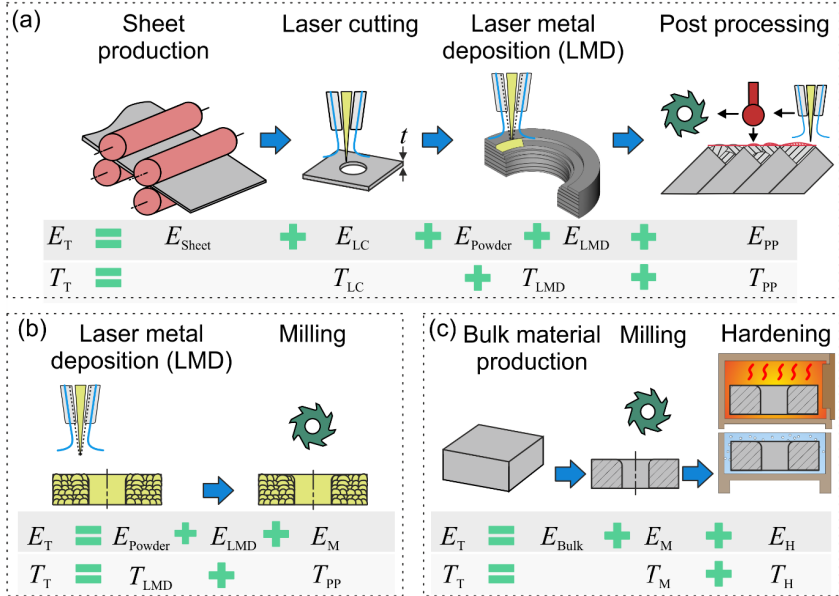 (a) Sheet production Laser cutting Laser metal deposition (LMD) Post processing
t
E_T = E_Sheet + E_LC + E_Powder + E_LMD + E_PP
T_T = T_LC + T_LMD + T_PP
(b) Laser metal deposition (LMD) Milling
E_T = E_Powder + E_LMD + E_M
T_T = T_LMD + T_PP
(c) Bulk material production Milling Hardening
E_T = E_Bulk + E_M + E_H
T_T = T_M + T_H